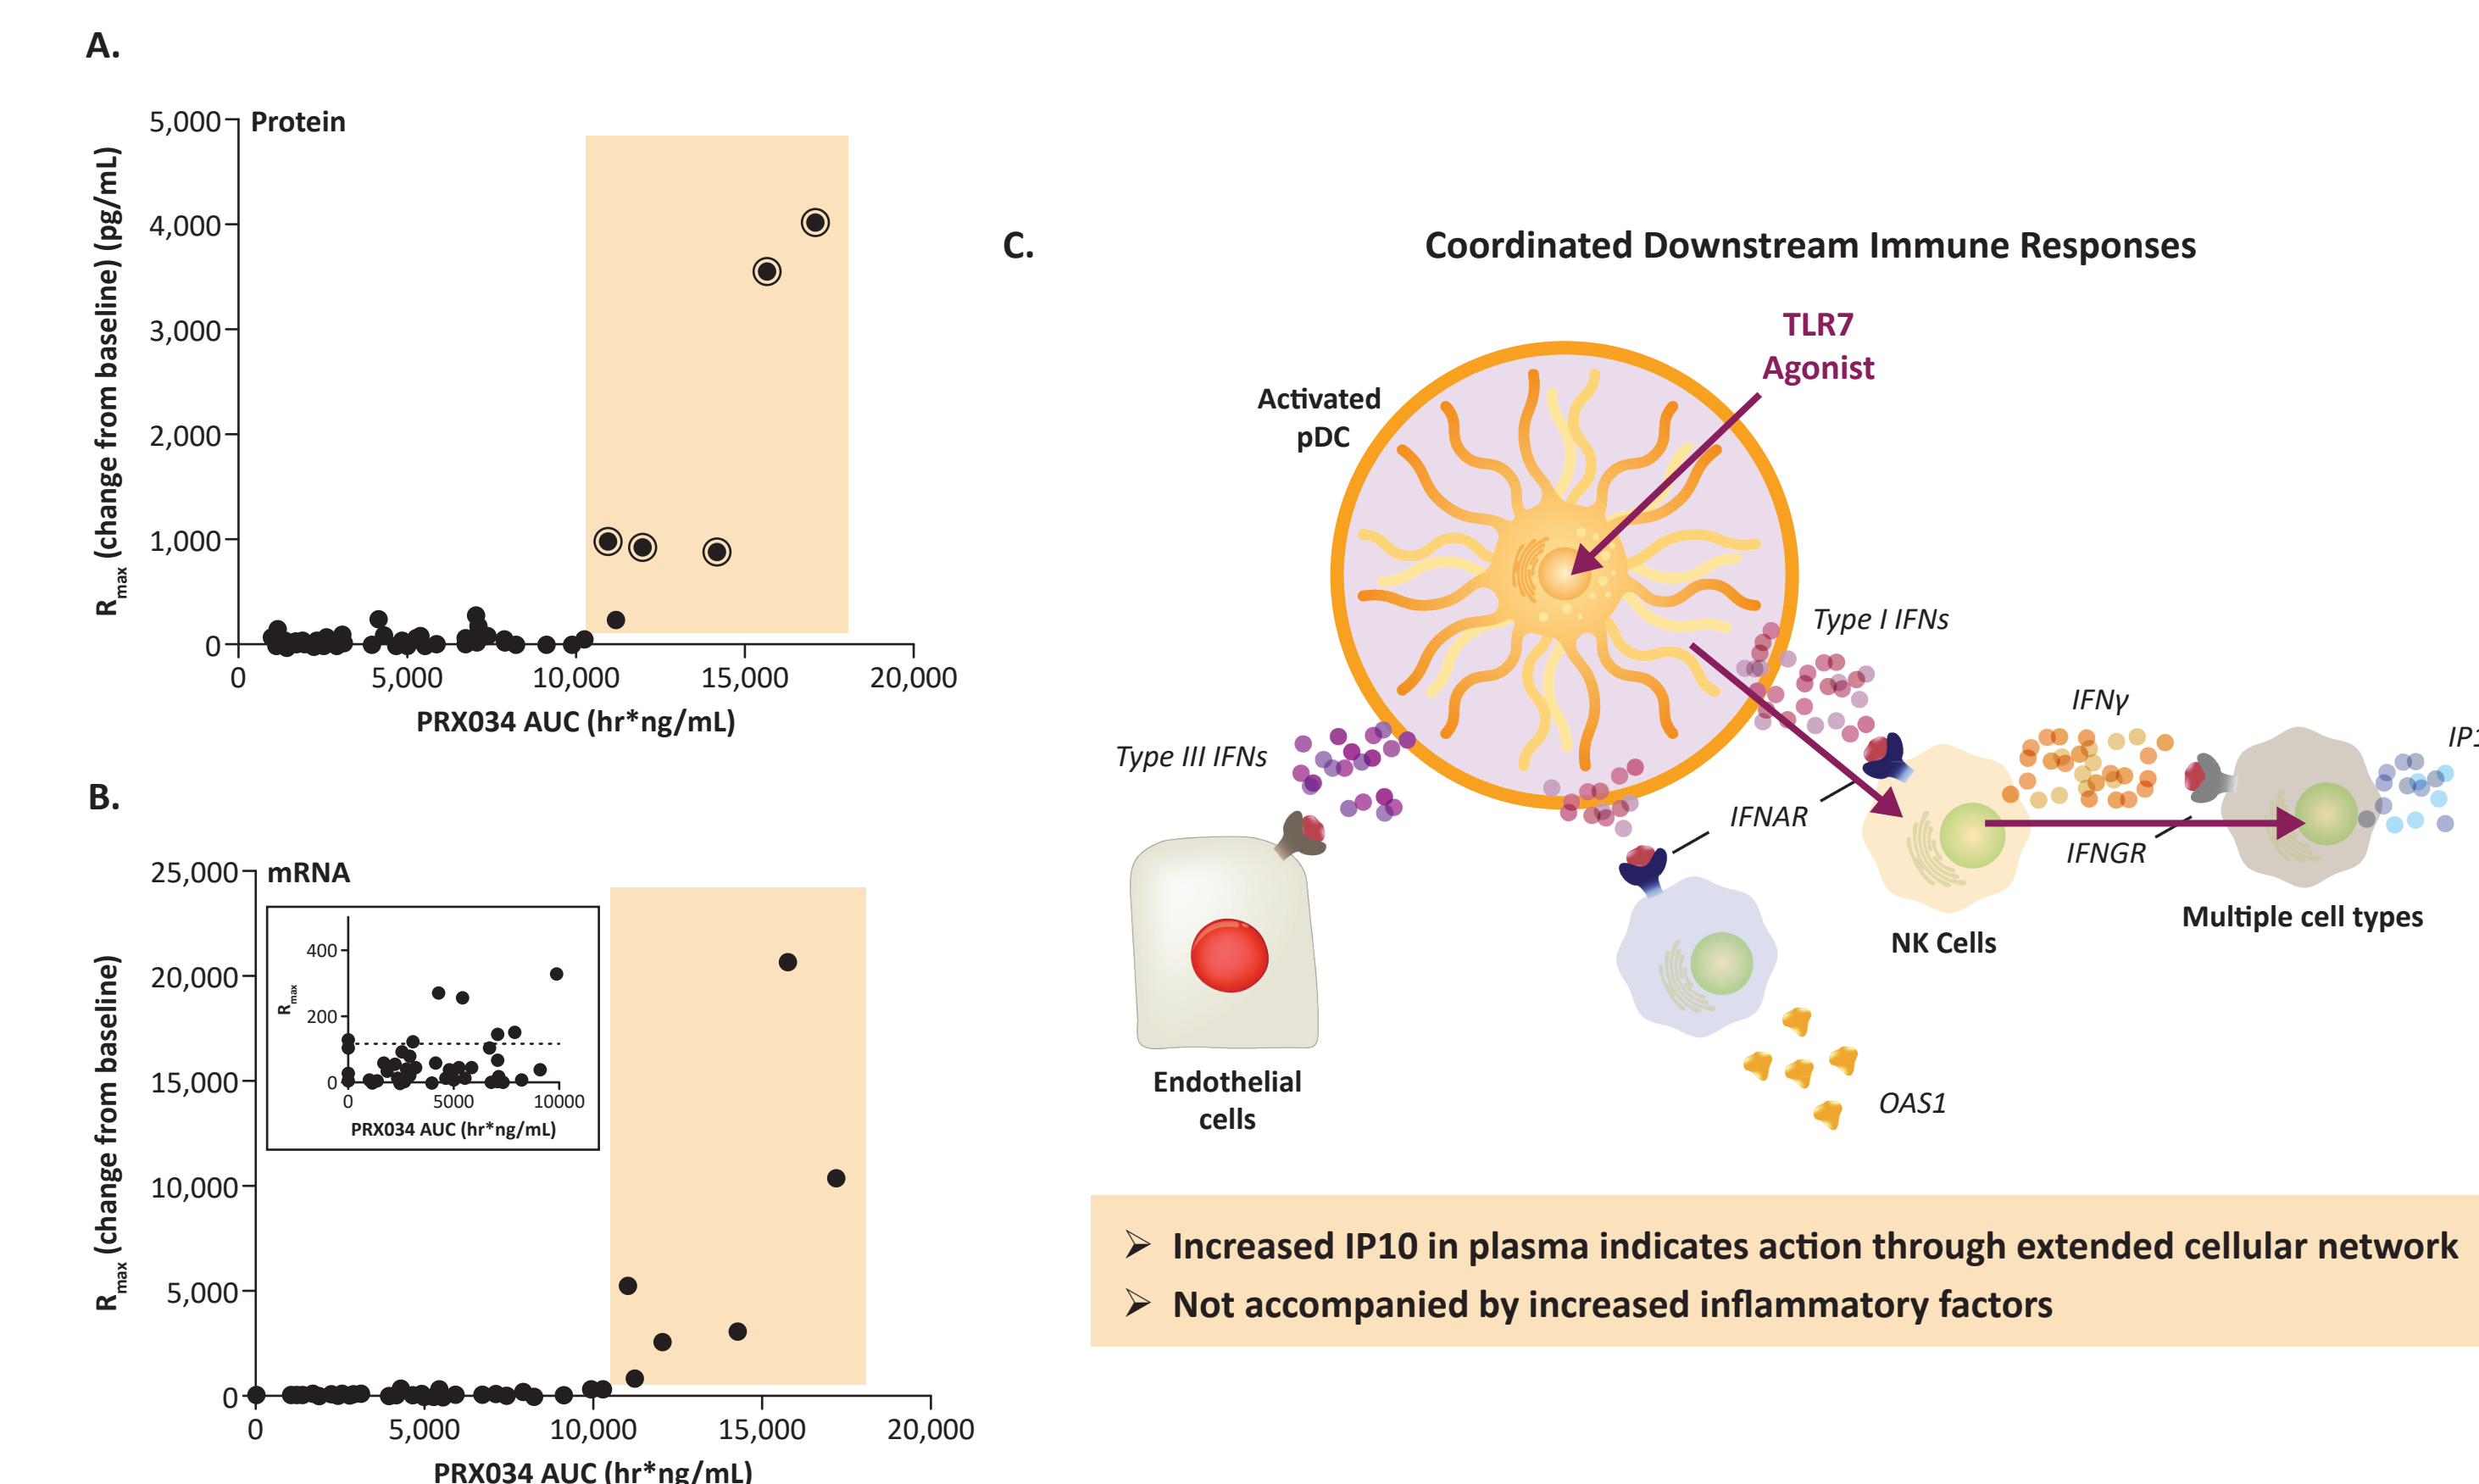 A.
Protein
5,000
4,000
3,000
2,000
1,000
0
Rmax (change from baseline) (pg/mL)
0 5,000 10,000 15,000 20,000
PRX034 AUC (hr*ng/mL)
B.
mRNA
25,000
20,000
15,000
10,000
5,000
0
Rmax (change from baseline)
400
200
0
Rmax
0 5000 10000
PRX034 AUC (hr*ng/mL)
0 5,000 10,000 15,000 20,000
PRX034 AUC (hr*ng/mL)
C.
Coordinated Downstream Immune Responses
TLR7
Agonist
Activated
pDC
Type I IFNs
Type III IFNs
IFNγ
IFNAR
IFNGR
Multiple cell types
NK Cells
Endothelial
cells
OAS1
➢ Increased IP10 in plasma indicates action through extended cellular network
➢ Not accompanied by increased inflammatory factors